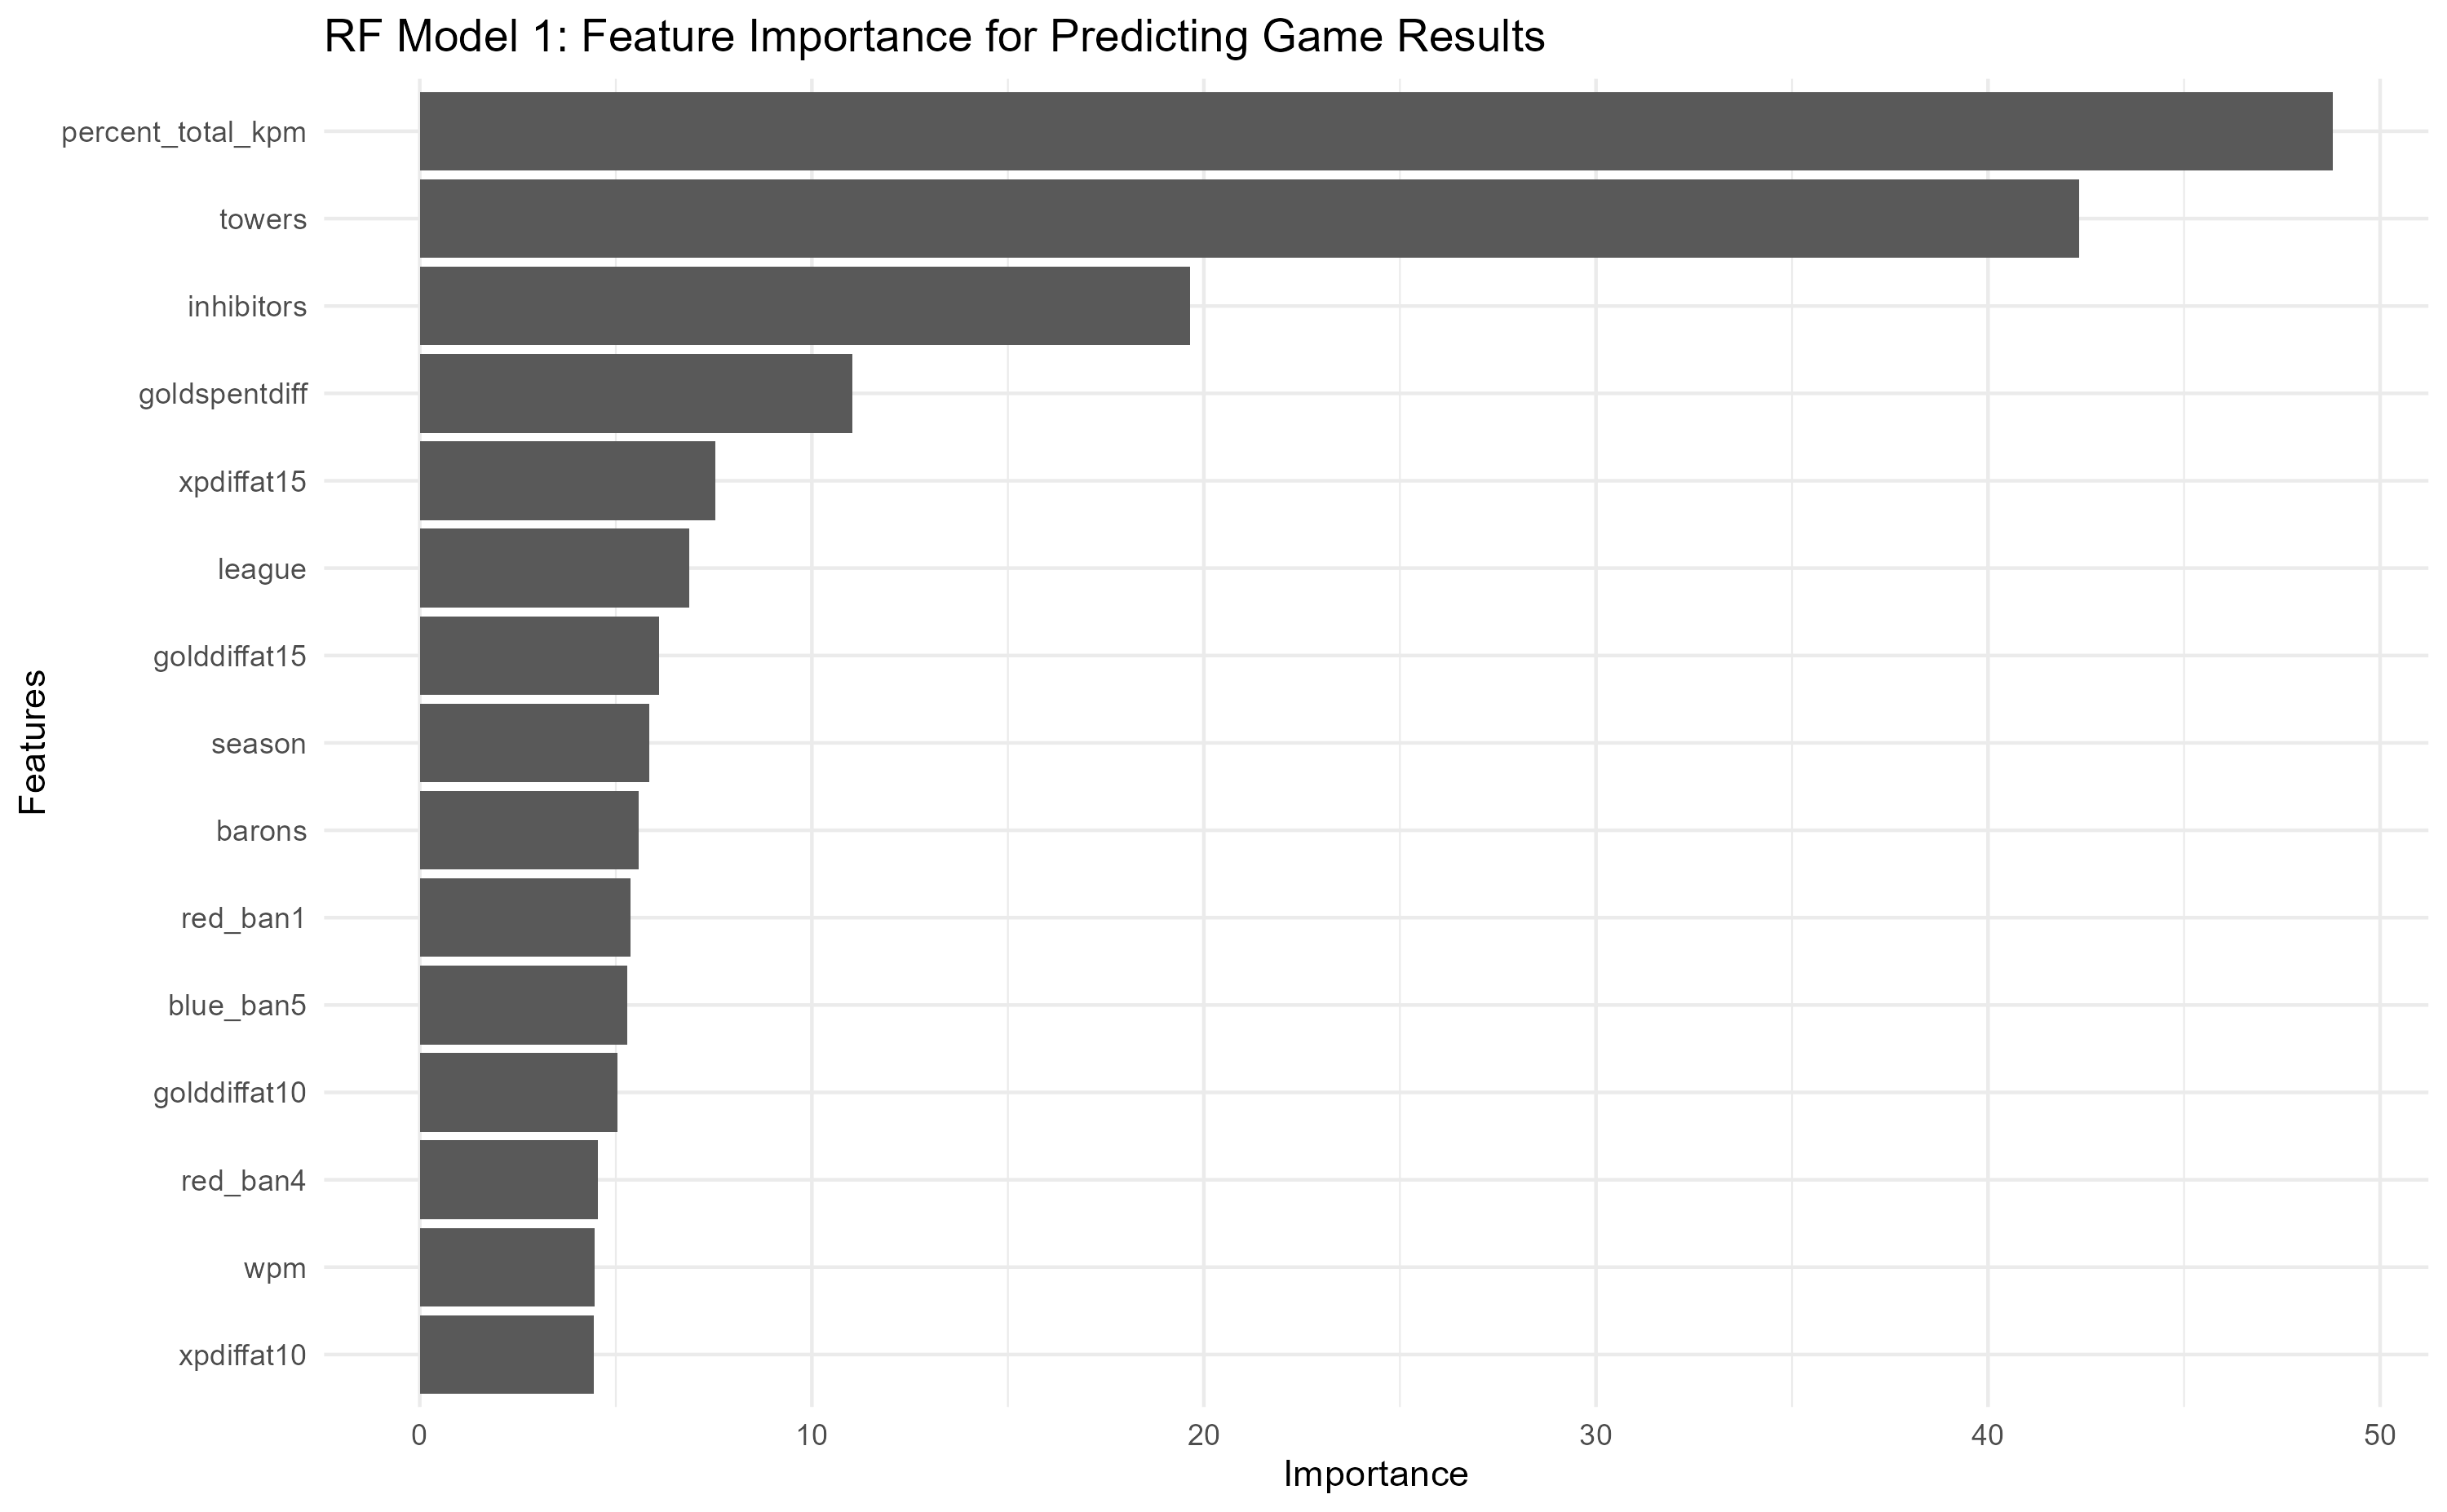 RF Model 1: Feature Importance for Predicting Game Results
percent_total_kpm
towers
inhibitors
goldspentdiff
xpdiffat15
league
golddiffat15
season
barons
red_ban1
blue_ban5
golddiffat10
red_ban4
wpm
xpdiffat10
Features
0 10 20 30 40 50
Importance